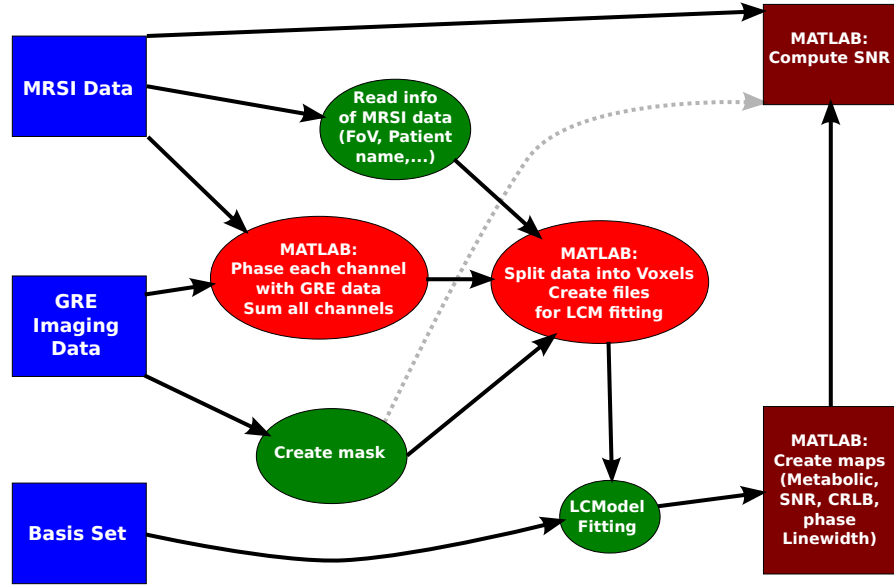 MRSI Data
Read info
of MRSI data
(FoV, Patient
name,...)
MATLAB:
Compute SNR
GRE
Imaging
Data
MATLAB:
Phase each channel
with GRE data
Sum all channels
MATLAB:
Split data into Voxels
Create files
for LCM fitting
Create mask
Basis Set
LCModel
Fitting
MATLAB:
Create maps
(Metabolic,
SNR, CRLB,
phase
Linewidth)